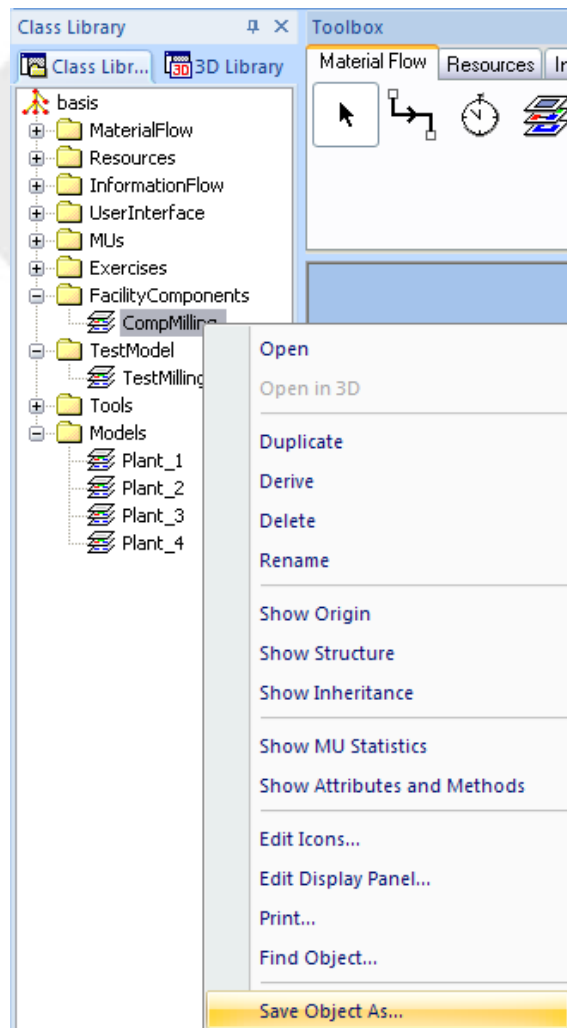 Class Library
Toolbox
Class Libr...
3D Library
Material Flow
Resources
In
basis
MaterialFlow
Resources
InformationFlow
UserInterface
MUs
Exercises
FacilityComponents
CompMilling
TestModel
TestMilling
Tools
Models
Plant_1
Plant_2
Plant_3
Plant_4
Open
Open in 3D
Duplicate
Derive
Delete
Rename
Show Origin
Show Structure
Show Inheritance
Show MU Statistics
Show Attributes and Methods
Edit Icons...
Edit Display Panel...
Print...
Find Object...
Save Object As...